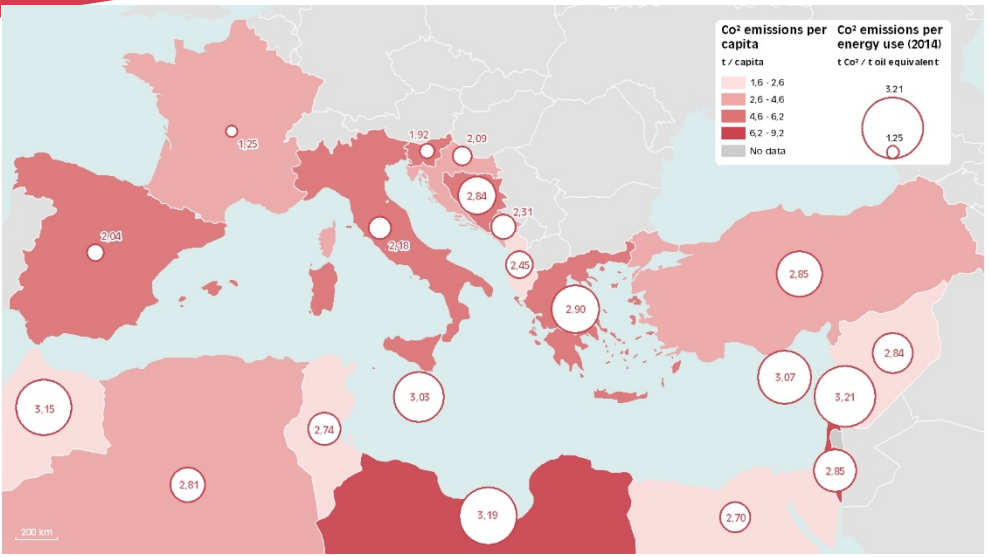 Co² emissions per
capita
t / capita
1,6 - 2,6
2,6 - 4,6
4,6 - 6,2
6,2 - 9,2
No data
Co² emissions per
energy use (2014)
t Co² / t oil equivalent
3,21
1,25
1,25
1,92
2,09
2,84
2,31
2,04
2,18
2,45
2,85
2,90
2,84
3,07
3,15
3,03
3,21
2,74
2,81
2,85
3,19
2,70
200 km